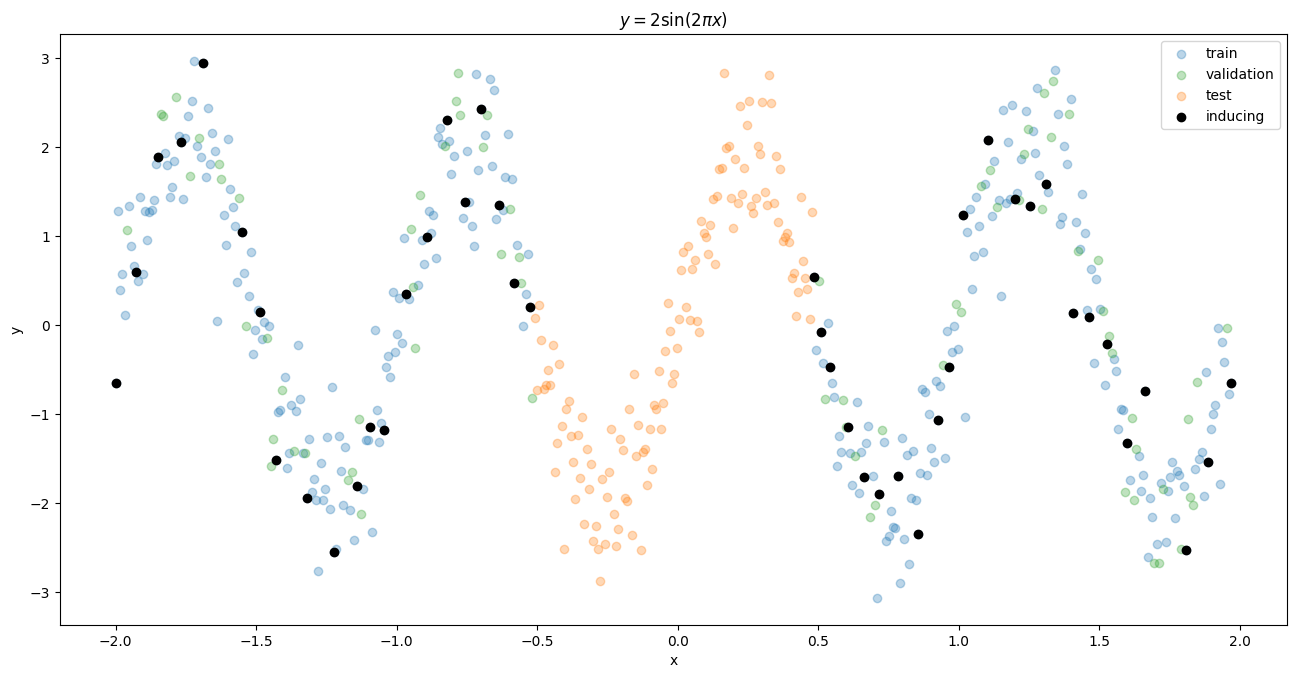 y = 2sin(2πx)
train
validation
test
inducing
3
2
1
0
−1
−2
−3
y
−2.0 −1.5 −1.0 −0.5 0.0 0.5 1.0 1.5 2.0
x